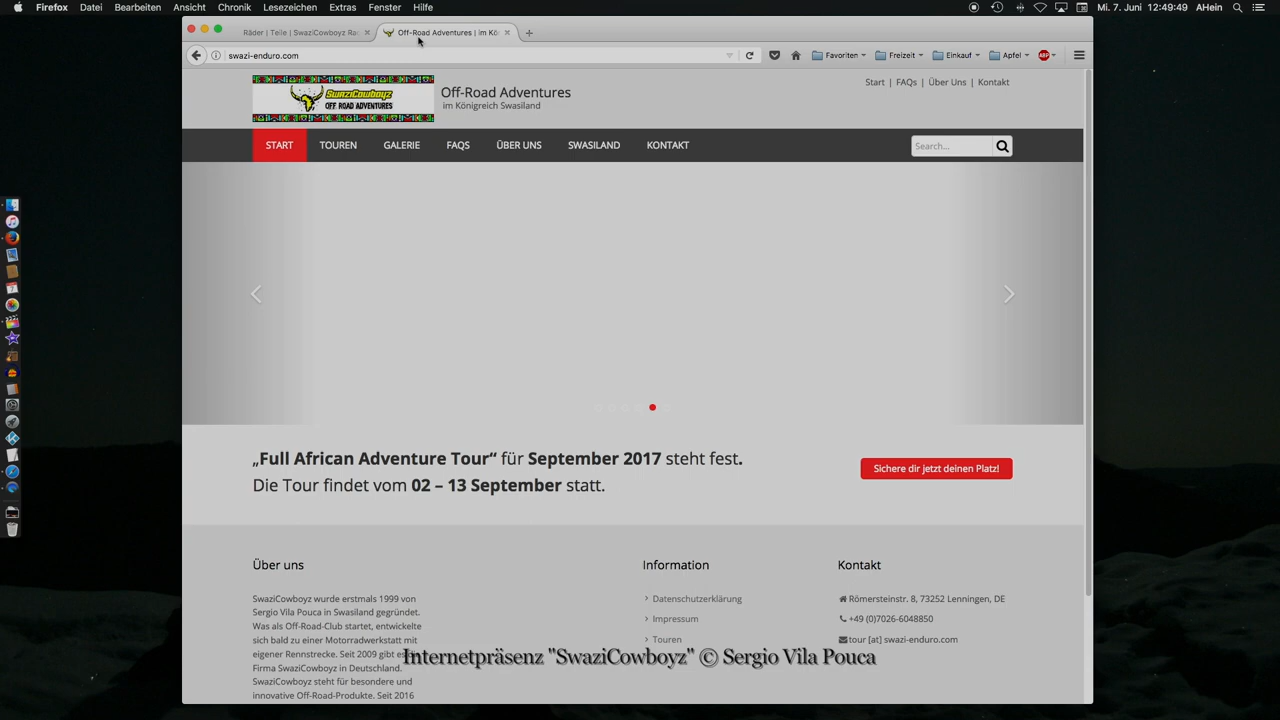 Firefox Datei Bearbeiten Ansicht Chronik Lesezeichen Extras Fenster Hilfe
Mi. 7. Juni 12:49:49 AHein
Räder | Teile | SwaziCowboyz Rac
Off-Road Adventures | im Kö
swazi-enduro.com
Favoriten Freizeit Einkauf Apfel ABP
SwaziCowboyz
OFF ROAD ADVENTURES
Off-Road Adventures
im Königreich Swasiland
Start | FAQs | Über Uns | Kontakt
START TOUREN GALERIE FAQS ÜBER UNS SWASILAND KONTAKT
Search...
„Full African Adventure Tour“ für September 2017 steht fest.
Die Tour findet vom 02 – 13 September statt.
Sichere dir jetzt deinen Platz!
Über uns
SwaziCowboyz wurde erstmals 1999 von
Sergio Vila Pouca in Swasiland gegründet.
Was als Off-Road-Club startet, entwickelte
sich bald zu einer Motorradwerkstatt mit
eigener Rennstrecke. Seit 2009 gibt es die
Firma SwaziCowboyz in Deutschland.
SwaziCowboyz steht für besondere und
innovative Off-Road-Produkte. Seit 2016
Information
Datenschutzerklärung
Impressum
Touren
Kontakt
Römersteinstr. 8, 73252 Lenningen, DE
+49 (0)7026-6048850
tour [at] swazi-enduro.com
Internetpräsenz "SwaziCowboyz" © Sergio Vila Pouca